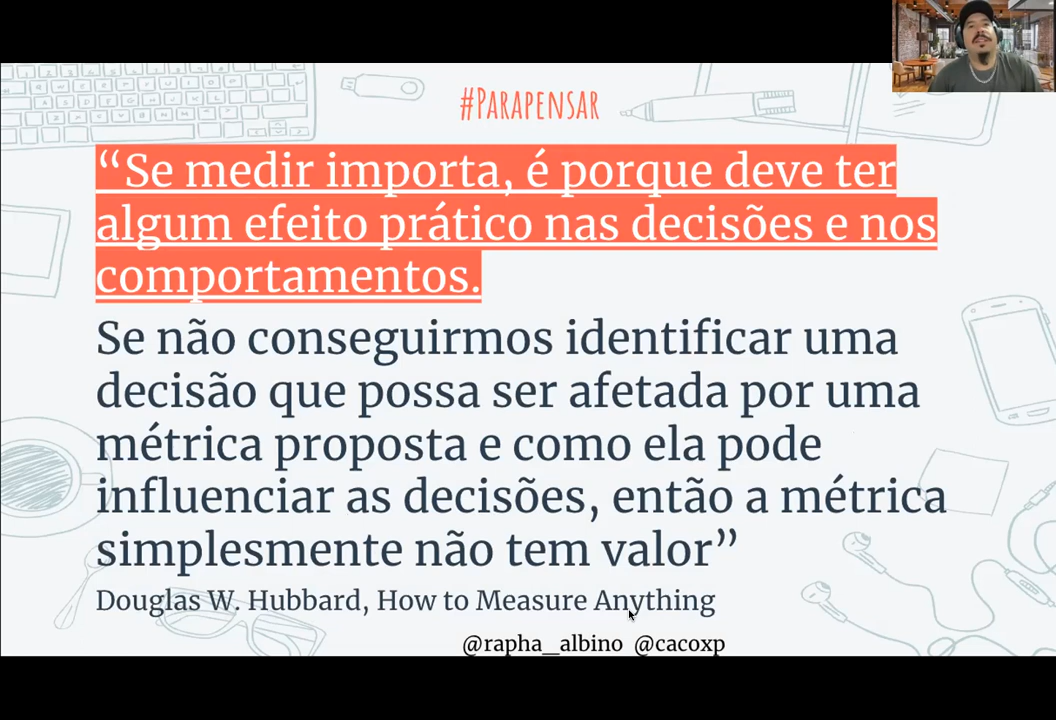 #Parapensar
“Se medir importa, é porque deve ter
algum efeito prático nas decisões e nos
comportamentos.
Se não conseguirmos identificar uma
decisão que possa ser afetada por uma
métrica proposta e como ela pode
influenciar as decisões, então a métrica
simplesmente não tem valor”
Douglas W. Hubbard, How to Measure Anything
@rapha_albino @cacoxp